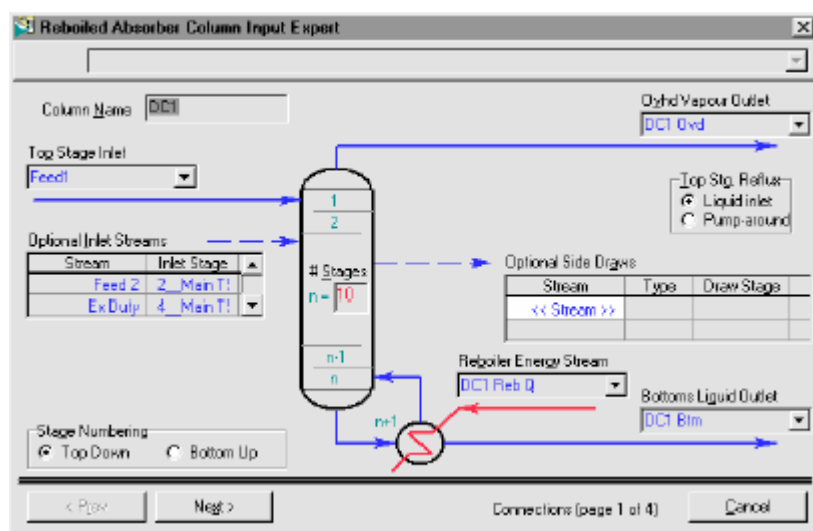 Reboiled Absorber Column Input Expert
Column Name DC1
Ovhd Vapour Outlet
DC1 Ovd
Top Stage Inlet
Feed1
Top Stg. Reflux
Liquid inlet
Pump-around
1
2
Optional Inlet Streams
Stream Inlet Stage
Feed 2 2__Main T!
Ex Duty 4__Main T!
# Stages
n = 10
Optional Side Draws
Stream Type Draw Stage
<< Stream >>
n-1
n
Reboiler Energy Stream
DC1 Reb Q
Bottoms Liquid Outlet
DC1 Btm
n+1
Stage Numbering
Top Down Bottom Up
< Prev Next > Connections (page 1 of 4) Cancel